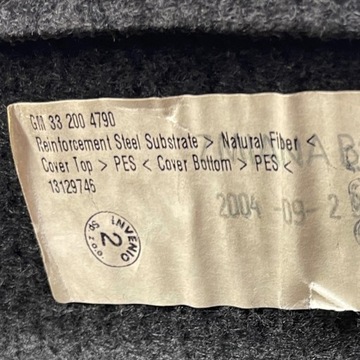 GM 33 200 4790
Reinforcement Steel Substrate > Natural Fiber <
Cover Top > PES < Cover Bottom > PES <
13129746
2004 -09- 2
INVENIO
2